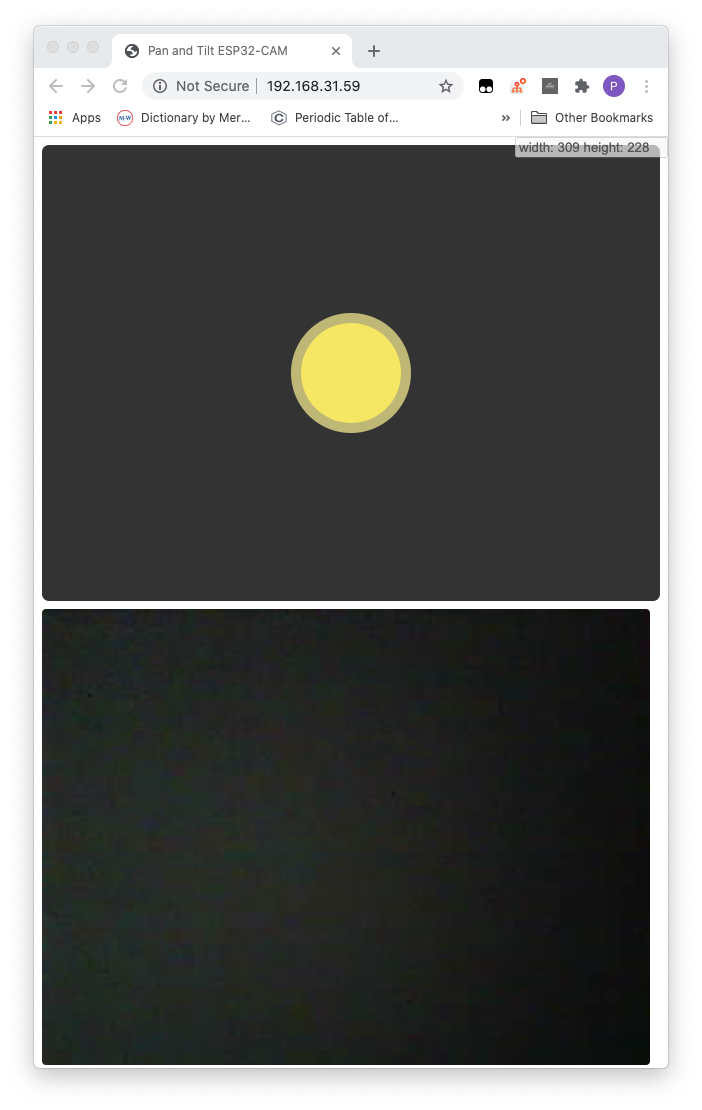 Pan and Tilt ESP32-CAM
Not Secure 192.168.31.59
P
Apps Dictionary by Mer... Periodic Table of... » Other Bookmarks
width: 309 height: 228